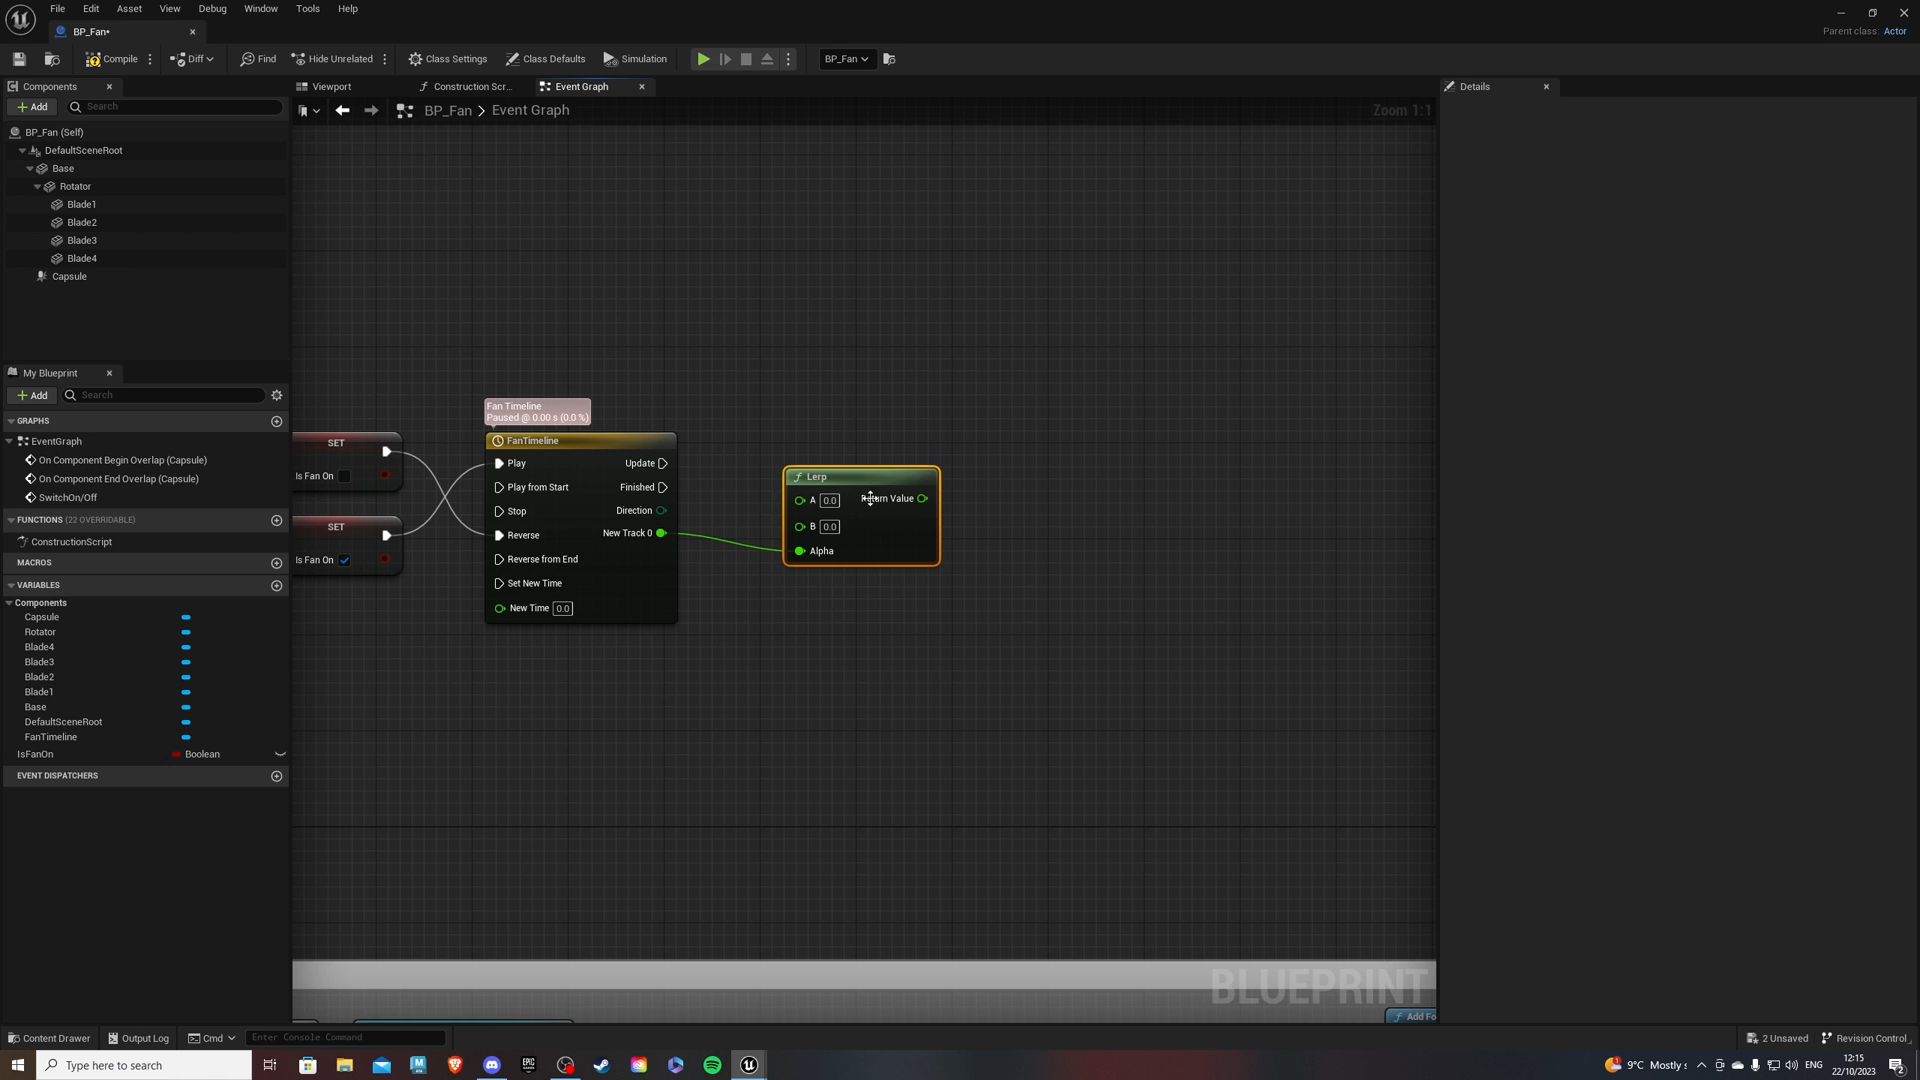 File Edit Asset View Debug Window Tools Help
BP_Fan•
Parent class: Actor
Compile Diff Find Hide Unrelated Class Settings Class Defaults Simulation BP_Fan
Components
Viewport
Construction Scr...
Event Graph
Details
Add Search
BP_Fan > Event Graph
Zoom 1:1
BP_Fan (Self)
DefaultSceneRoot
Base
Rotator
Blade1
Blade2
Blade3
Blade4
Capsule
My Blueprint
Add Search
GRAPHS
EventGraph
On Component Begin Overlap (Capsule)
On Component End Overlap (Capsule)
SwitchOn/Off
FUNCTIONS (22 OVERRIDABLE)
ConstructionScript
MACROS
VARIABLES
Components
Capsule
Rotator
Blade4
Blade3
Blade2
Blade1
Base
DefaultSceneRoot
FanTimeline
IsFanOn Boolean
EVENT DISPATCHERS
SET
Is Fan On
SET
Is Fan On
Fan Timeline
Paused @ 0.00 s (0.0 %)
FanTimeline
Play Update
Play from Start Finished
Stop Direction
Reverse New Track 0
Reverse from End
Set New Time
New Time 0.0
Lerp
A 0.0 Value
B 0.0
Alpha
BLUEPRINT
Add Fo
Content Drawer Output Log Cmd Enter Console Command
2 Unsaved Revision Control
Type here to search
9°C Mostly s ENG
12:15
22/10/2023